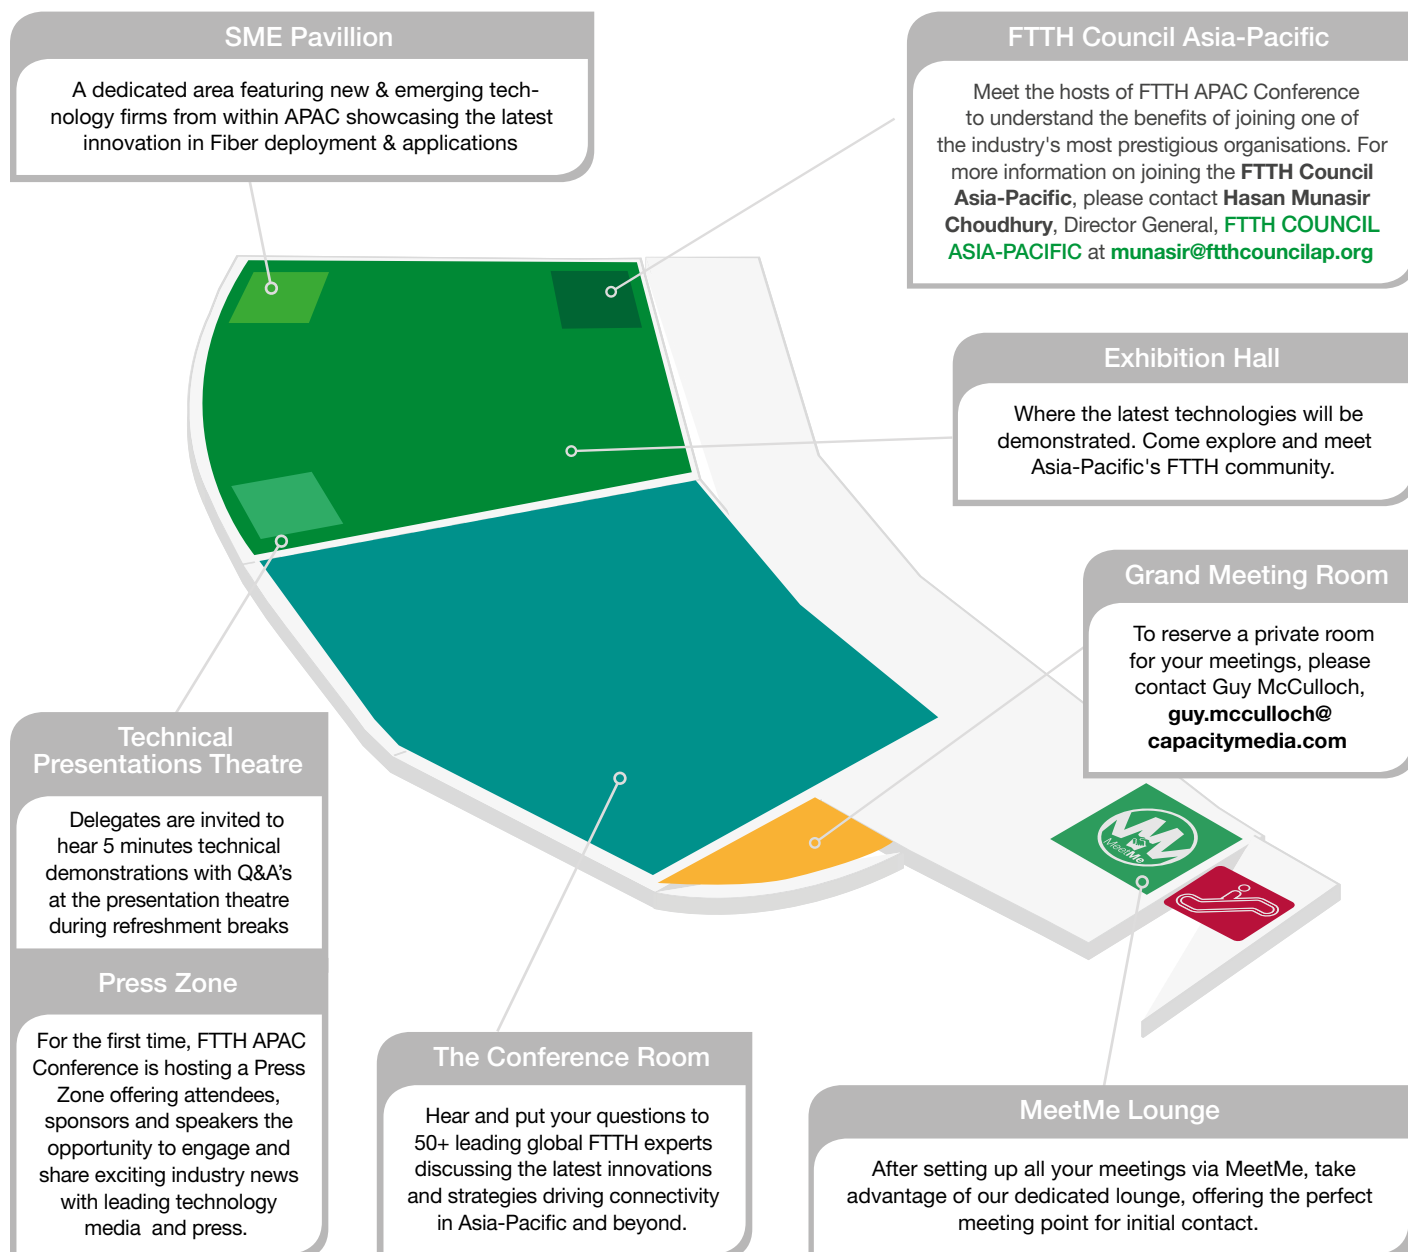 SME Pavillion
A dedicated area featuring new & emerging tech-
nology firms from within APAC showcasing the latest
innovation in Fiber deployment & applications
FTTH Council Asia-Pacific
Meet the hosts of FTTH APAC Conference
to understand the benefits of joining one of
the industry's most prestigious organisations. For
more information on joining the FTTH Council
Asia-Pacific, please contact Hasan Munasir
Choudhury, Director General, FTTH COUNCIL
ASIA-PACIFIC at munasir@ftthcouncilap.org
Exhibition Hall
Where the latest technologies will be
demonstrated. Come explore and meet
Asia-Pacific's FTTH community.
Grand Meeting Room
To reserve a private room
for your meetings, please
contact Guy McCulloch,
guy.mcculloch@
capacitymedia.com
MeetMe
Technical
Presentations Theatre
Delegates are invited to
hear 5 minutes technical
demonstrations with Q&A's
at the presentation theatre
during refreshment breaks
Press Zone
For the first time, FTTH APAC
Conference is hosting a Press
Zone offering attendees,
sponsors and speakers the
opportunity to engage and
share exciting industry news
with leading technology
media and press.
The Conference Room
Hear and put your questions to
50+ leading global FTTH experts
discussing the latest innovations
and strategies driving connectivity
in Asia-Pacific and beyond.
MeetMe Lounge
After setting up all your meetings via MeetMe, take
advantage of our dedicated lounge, offering the perfect
meeting point for initial contact.